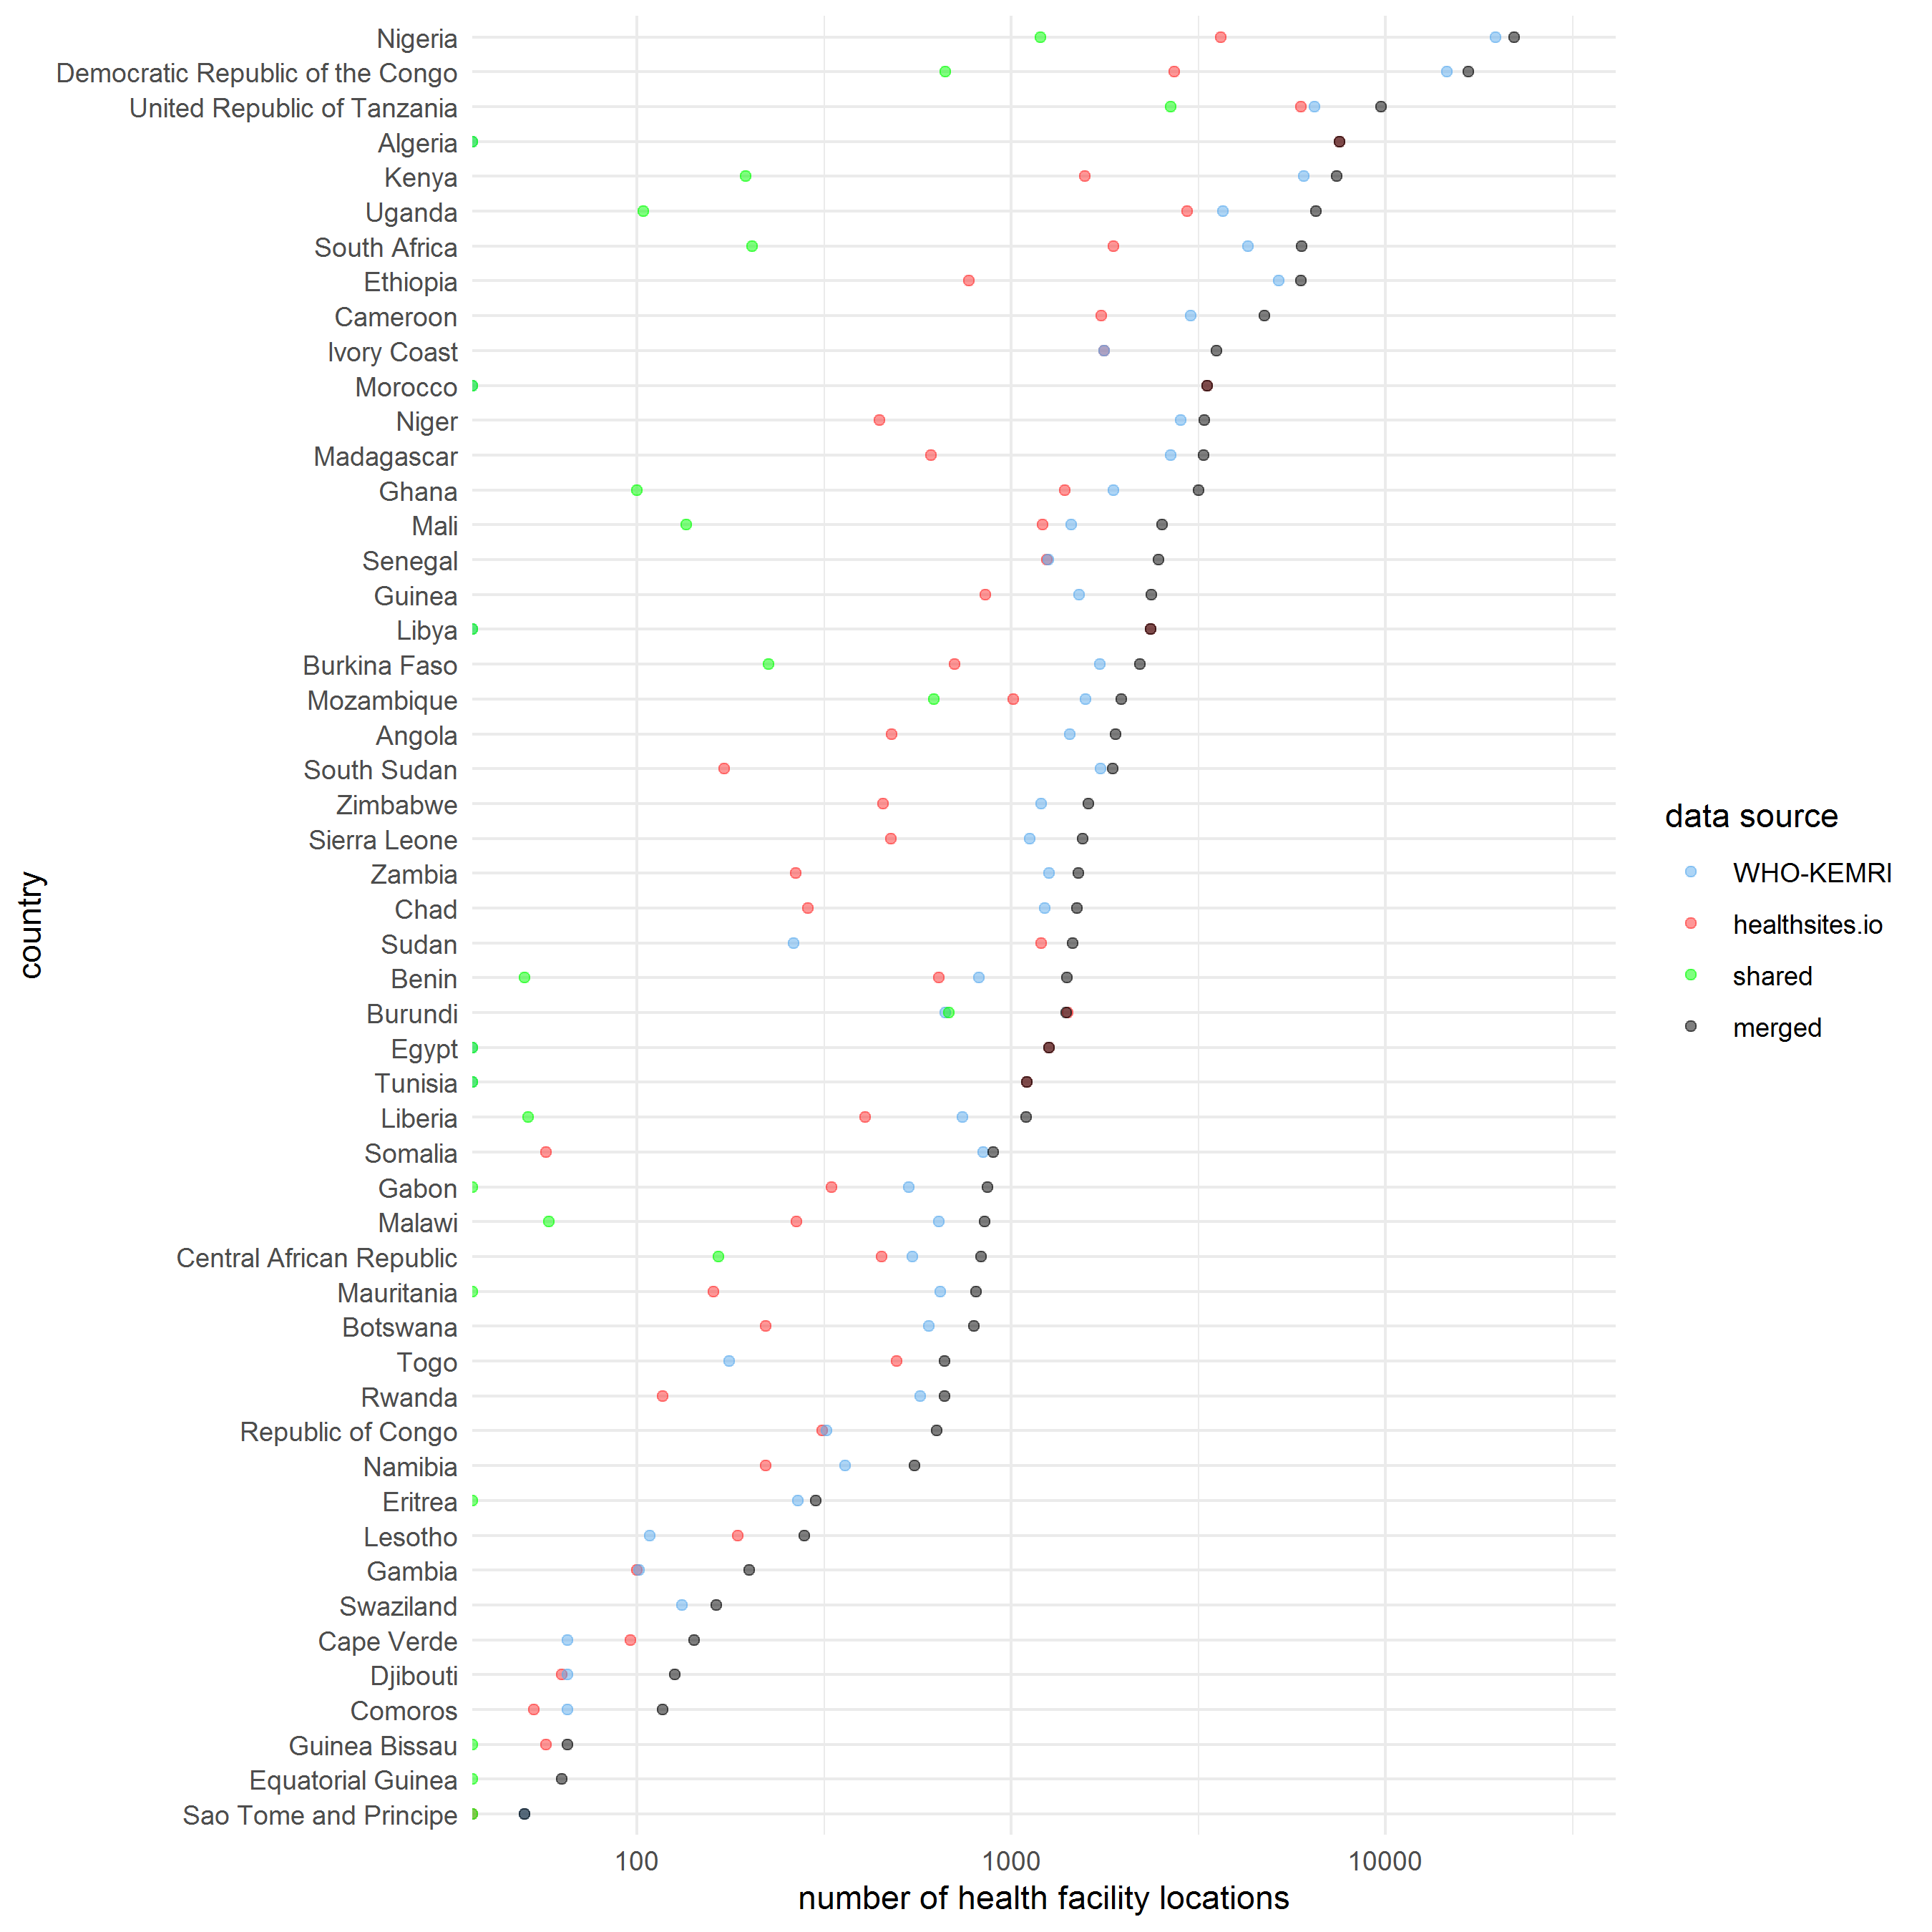 Nigeria
Democratic Republic of the Congo
United Republic of Tanzania
Algeria
Kenya
Uganda
South Africa
Ethiopia
Cameroon
Ivory Coast
Morocco
Niger
Madagascar
Ghana
Mali
Senegal
Guinea
Libya
Burkina Faso
Mozambique
Angola
South Sudan
Zimbabwe
Sierra Leone
Zambia
Chad
Sudan
Benin
Burundi
Egypt
Tunisia
Liberia
Somalia
Gabon
Malawi
Central African Republic
Mauritania
Botswana
Togo
Rwanda
Republic of Congo
Namibia
Eritrea
Lesotho
Gambia
Swaziland
Cape Verde
Djibouti
Comoros
Guinea Bissau
Equatorial Guinea
Sao Tome and Principe
country
100 1000 10000
number of health facility locations
data source
WHO-KEMRI
healthsites.io
shared
merged